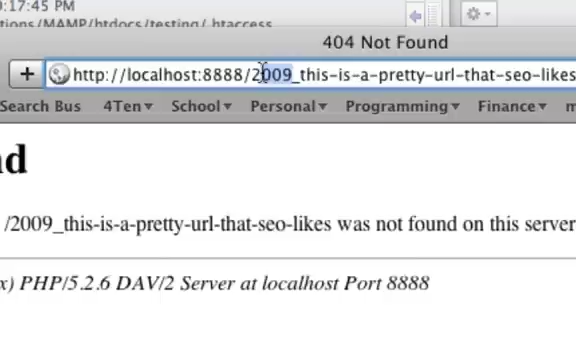 :17:45 PM
tions/MAMP/htdocs/testing/.htaccess
404 Not Found
http://localhost:8888/2009_this-is-a-pretty-url-that-seo-likes
Search Bus 4Ten School Personal Programming Finance
nd
/2009_this-is-a-pretty-url-that-seo-likes was not found on this server
x) PHP/5.2.6 DAV/2 Server at localhost Port 8888